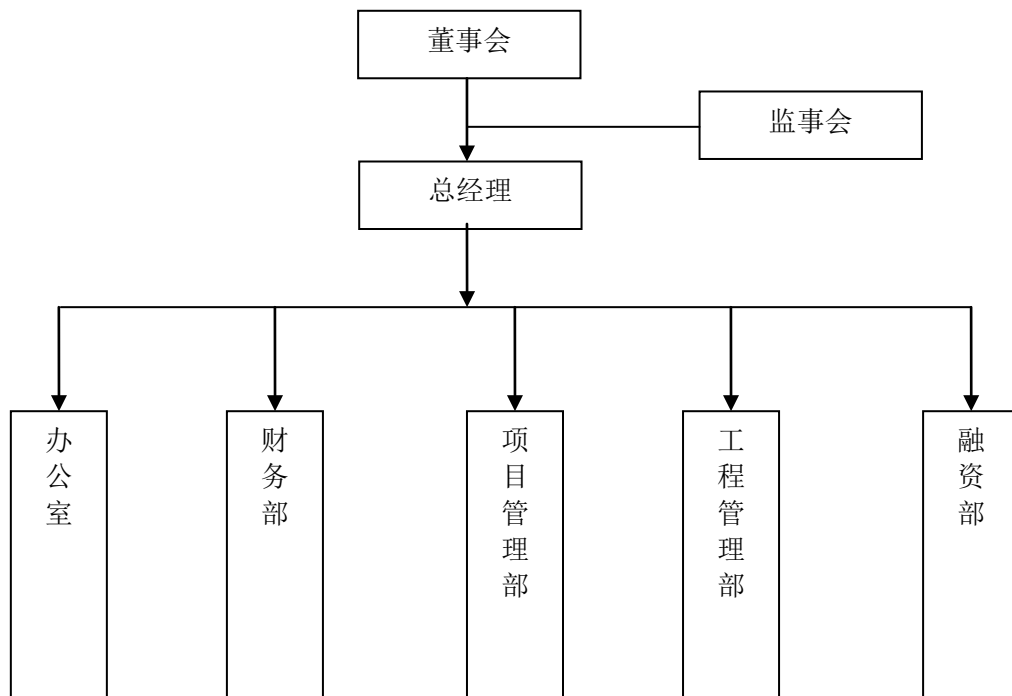 董事会
监事会
总经理
办公室
财务部
项目管理部
工程管理部
融资部